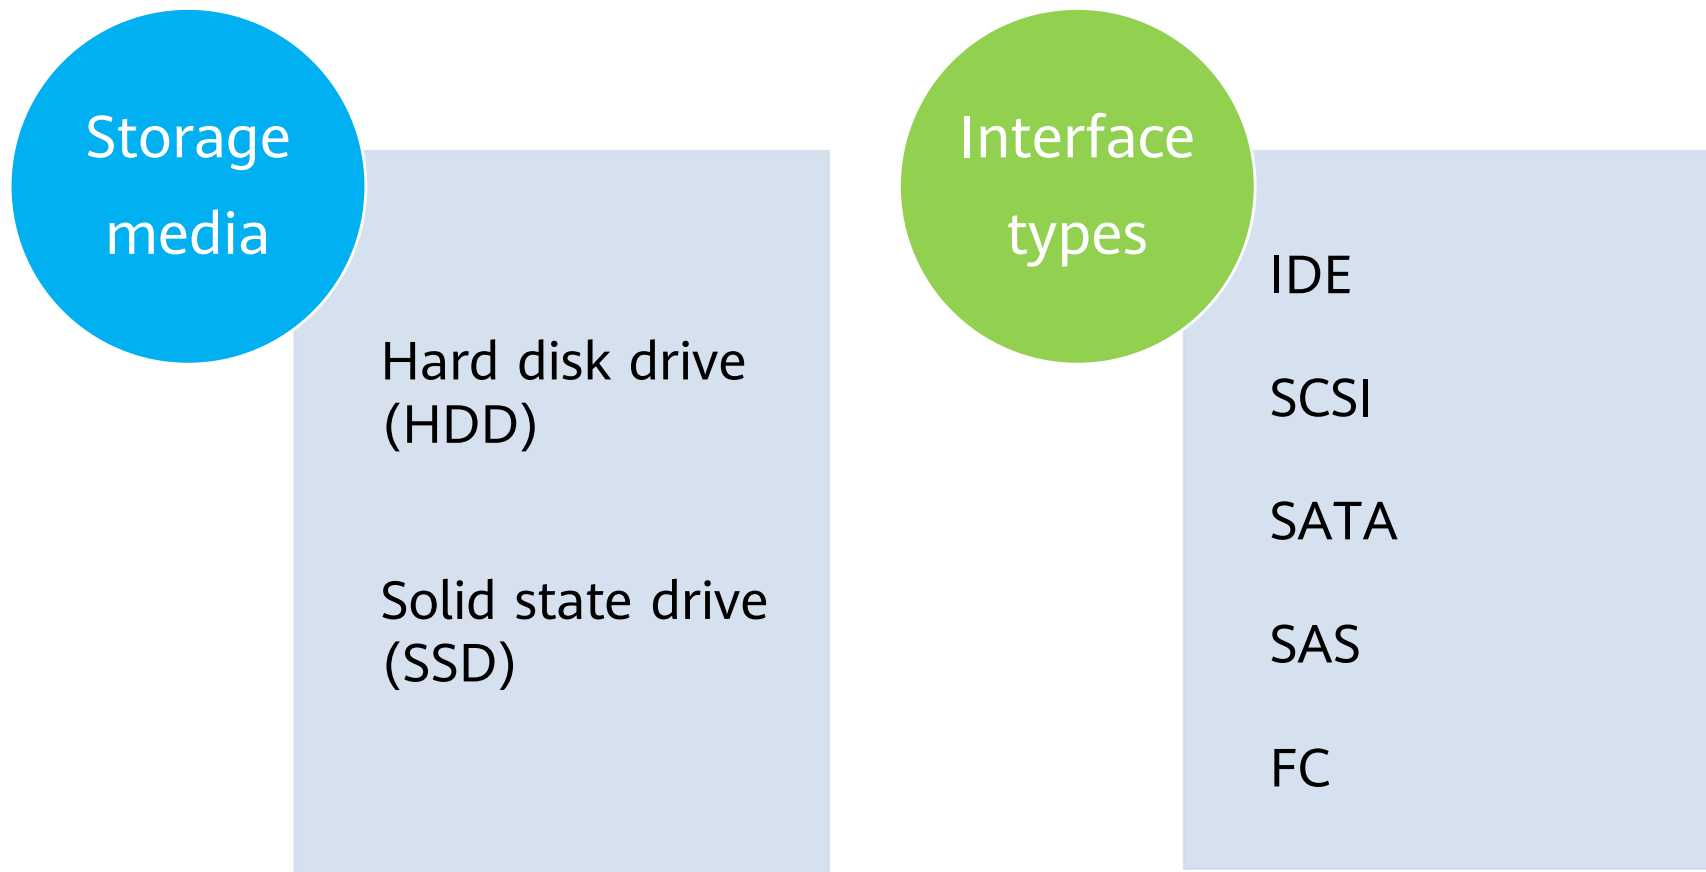 Storage
media
Hard disk drive
(HDD)
Solid state drive
(SSD)
Interface
types
IDE
SCSI
SATA
SAS
FC